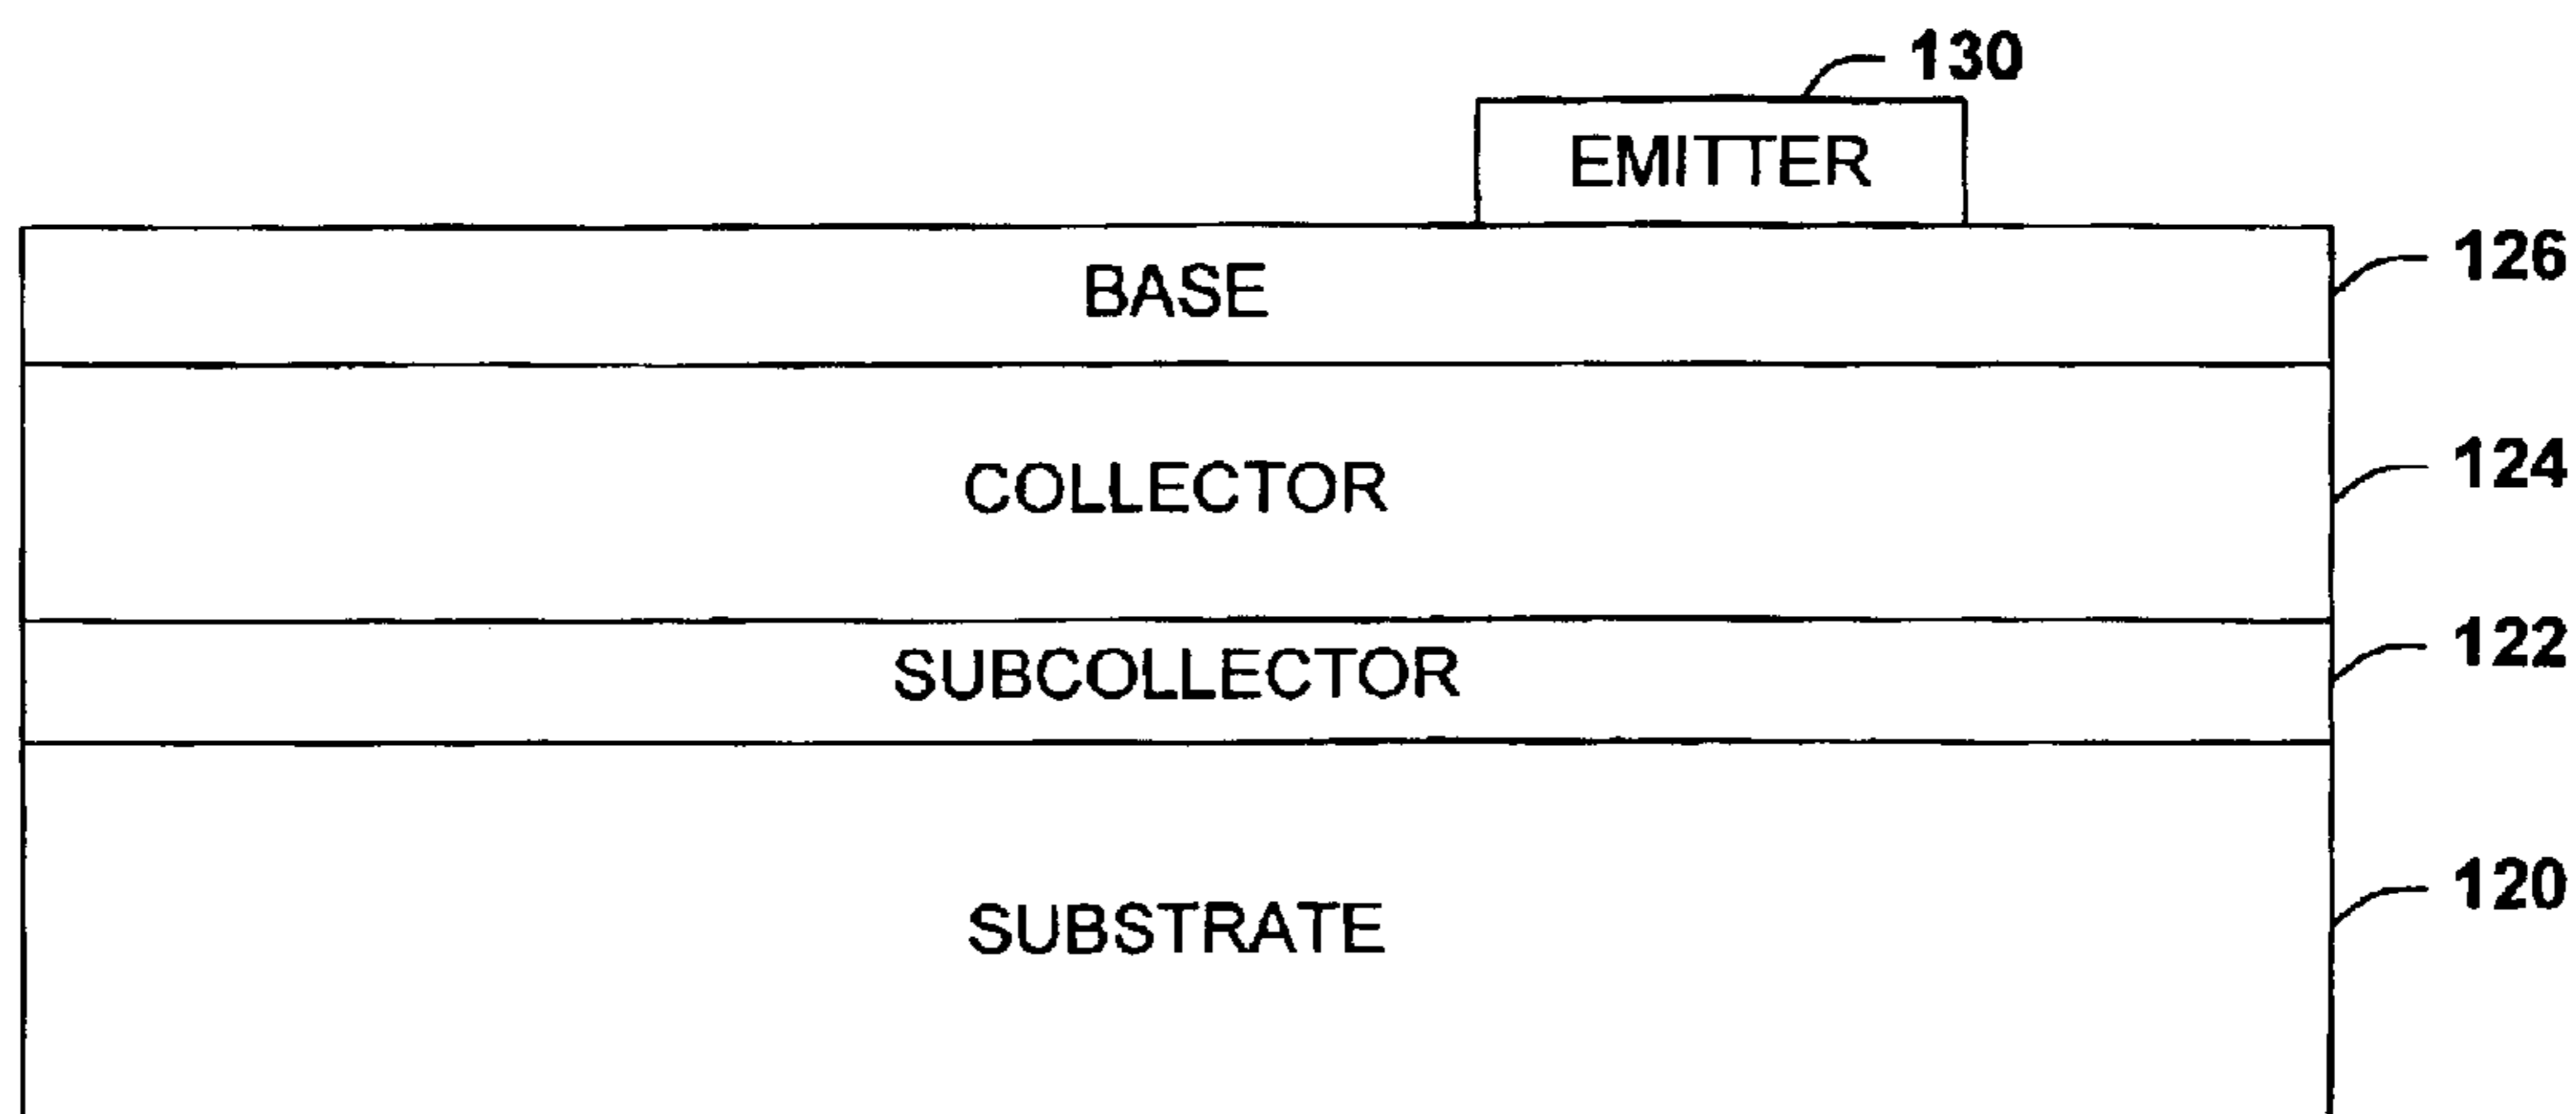 130
EMITTER
BASE
126
COLLECTOR
124
SUBCOLLECTOR
122
SUBSTRATE
120